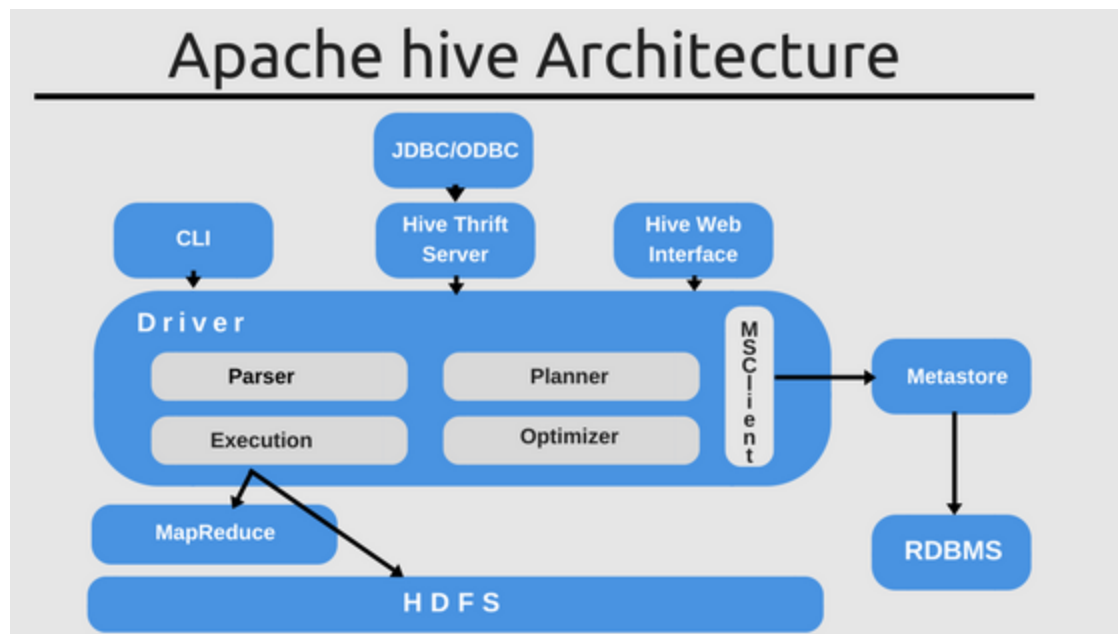 Apache hive Architecture
JDBC/ODBC
CLI
Hive Thrift
Server
Hive Web
Interface
Driver
MSClient
Parser
Planner
Execution
Optimizer
Metastore
MapReduce
RDBMS
HDFS